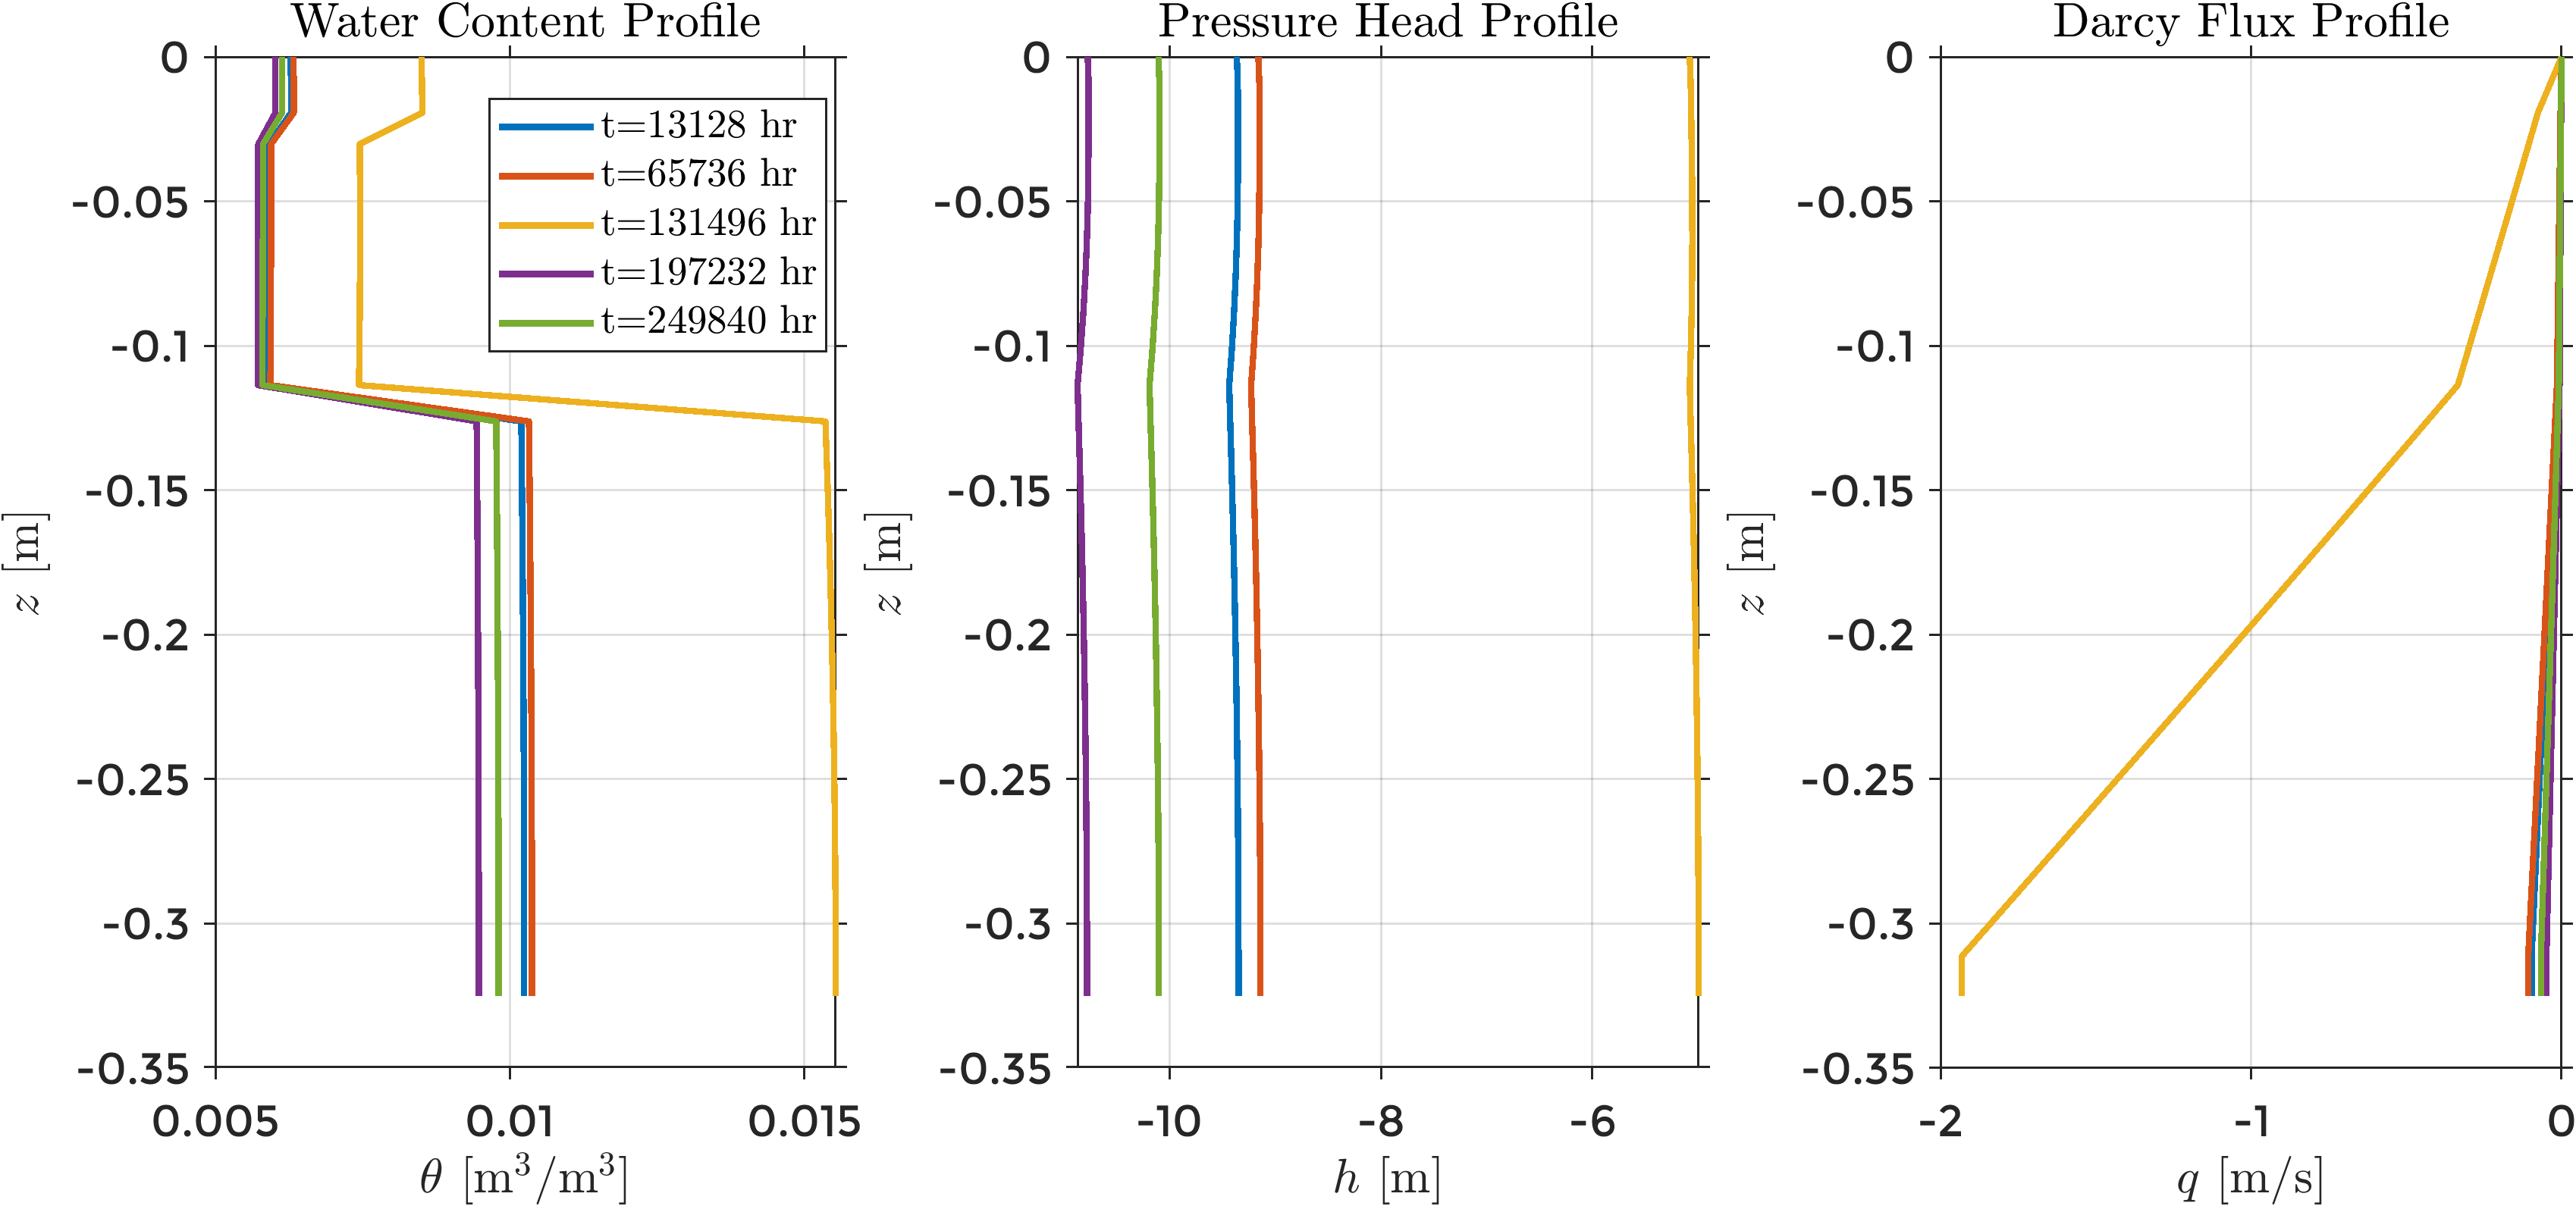 Water Content Profile
0
-0.05
-0.1
-0.15
-0.2
-0.25
-0.3
-0.35
z [m]
0.005 0.01 0.015
θ [m³/m³]
t=13128 hr
t=65736 hr
t=131496 hr
t=197232 hr
t=249840 hr
Pressure Head Profile
0
-0.05
-0.1
-0.15
-0.2
-0.25
-0.3
-0.35
z [m]
-10 -8 -6
h [m]
Darcy Flux Profile
0
-0.05
-0.1
-0.15
-0.2
-0.25
-0.3
-0.35
z [m]
-2 -1 0
q [m/s]